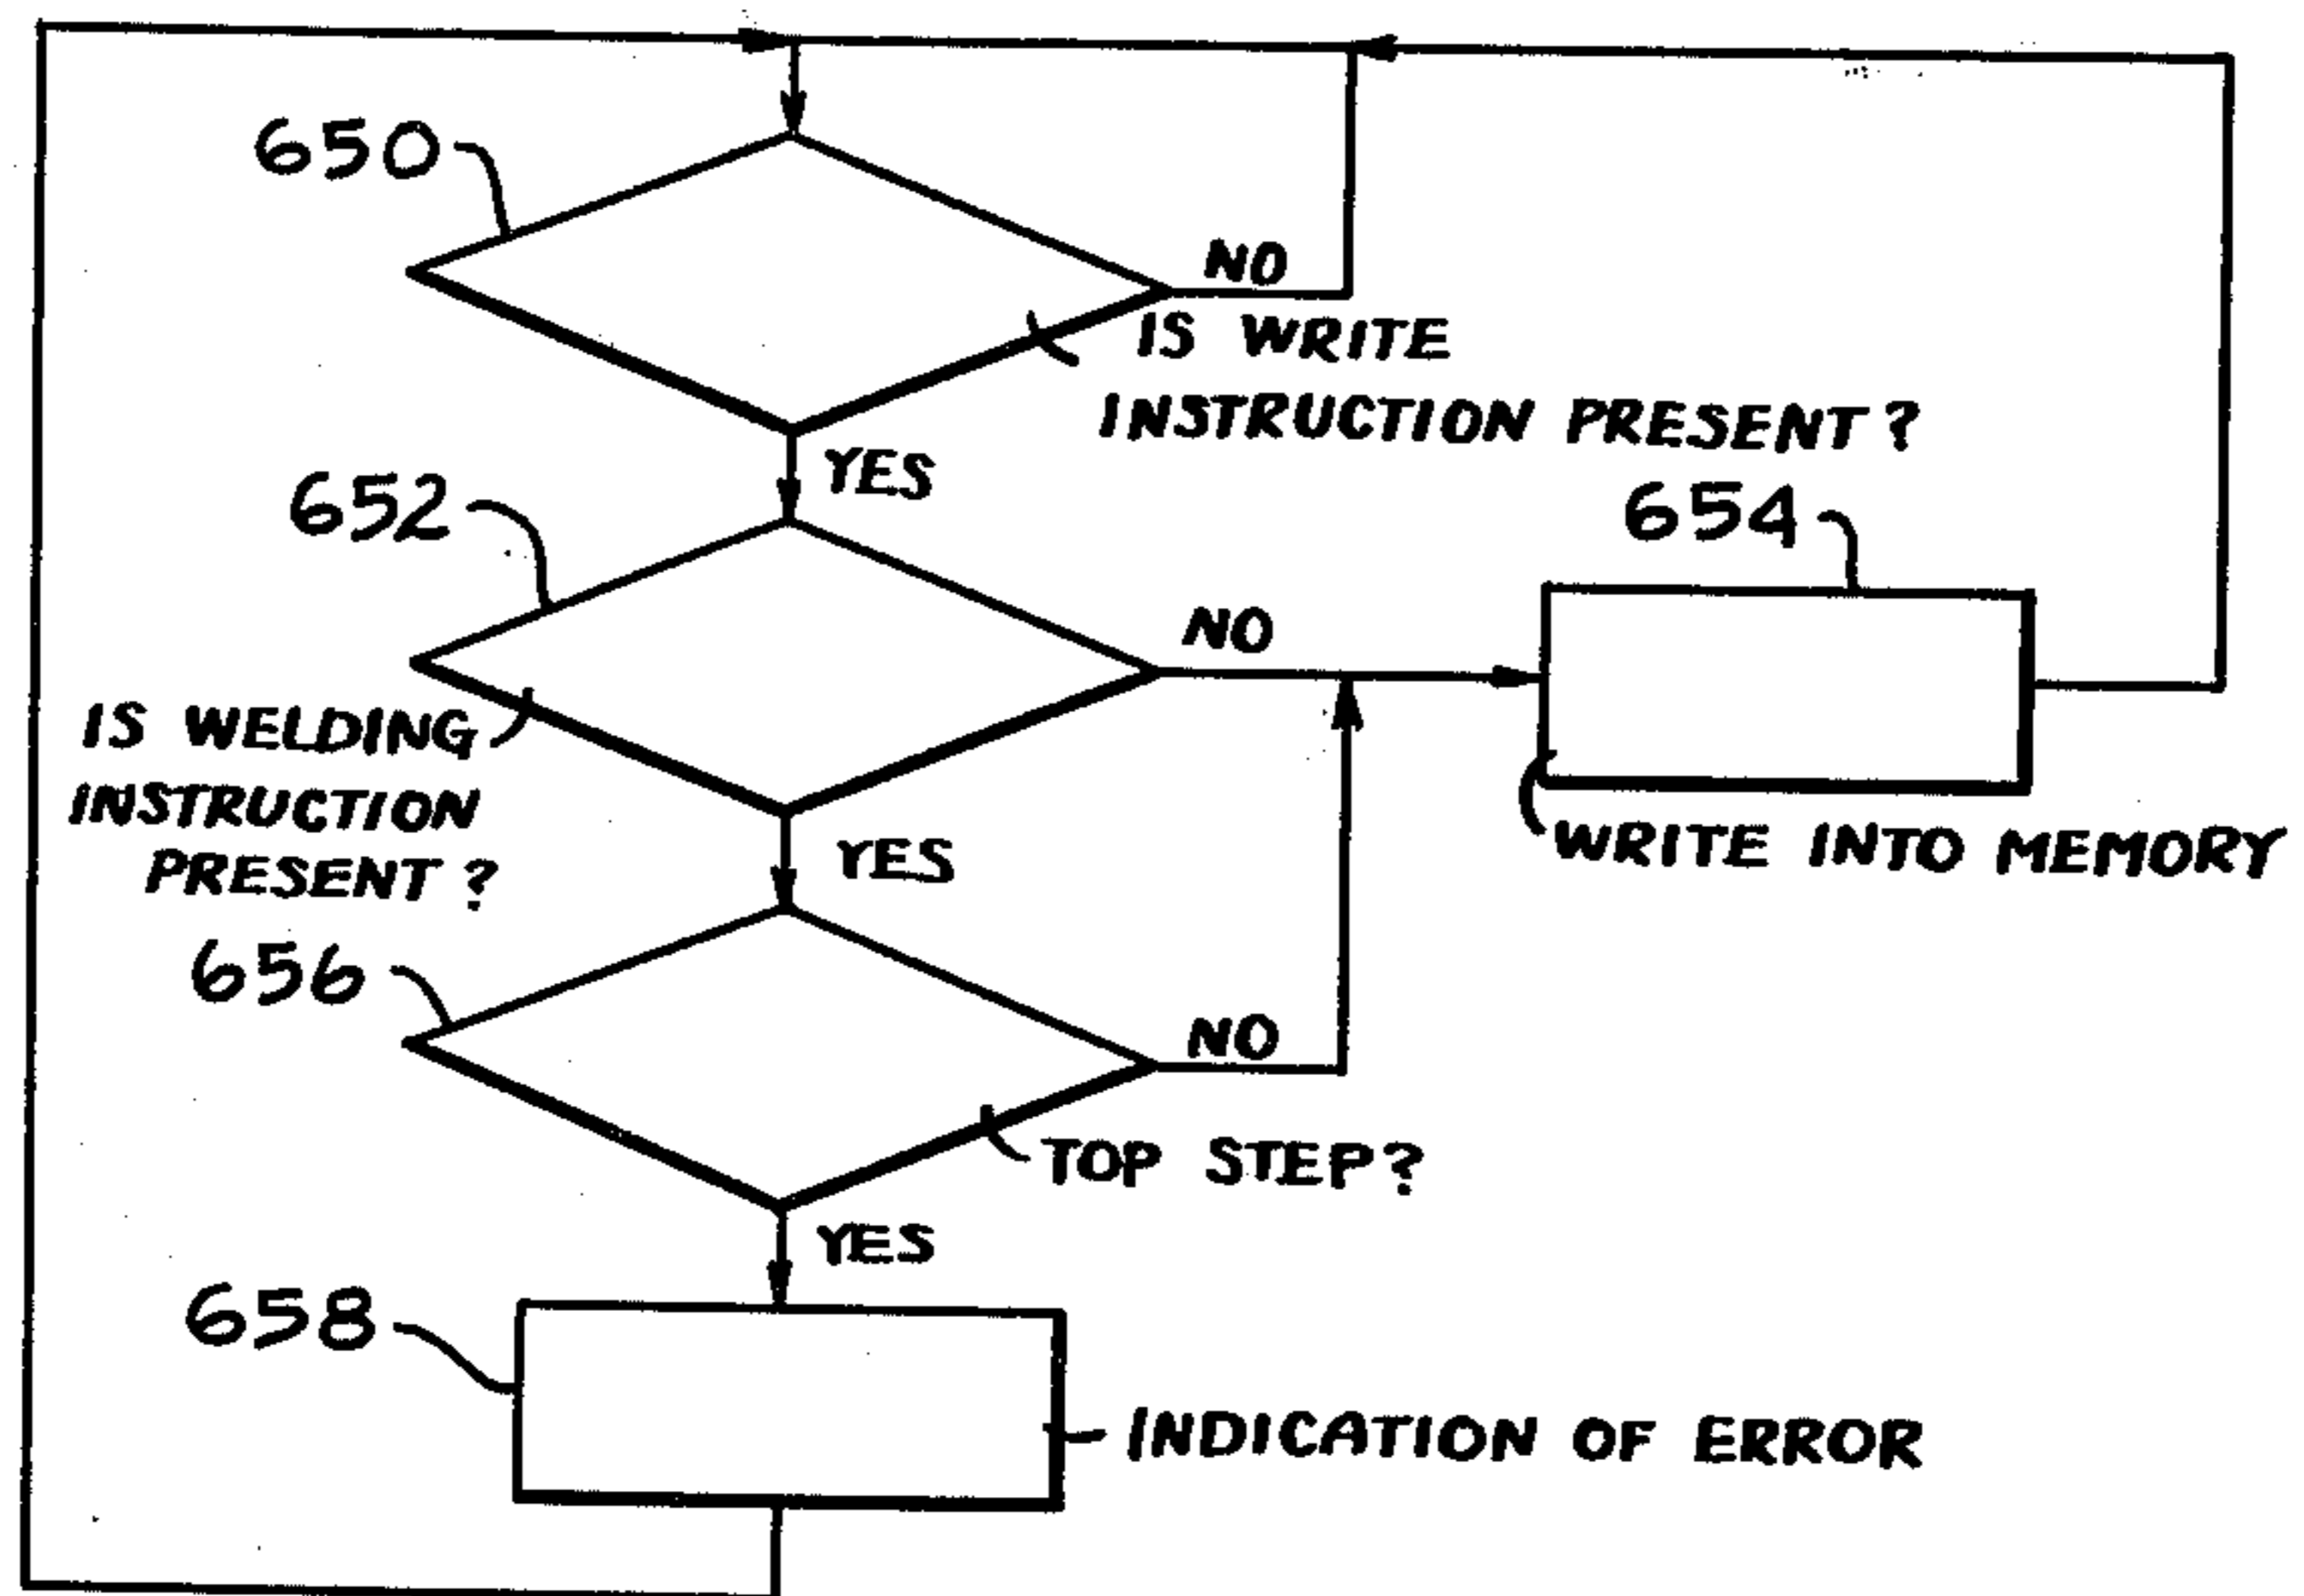 650
NO
IS WRITE
INSTRUCTION PRESENT?
YES
652
654
NO
IS WELDING
INSTRUCTION
PRESENT?
WRITE INTO MEMORY
YES
656
NO
TOP STEP?
YES
658
INDICATION OF ERROR